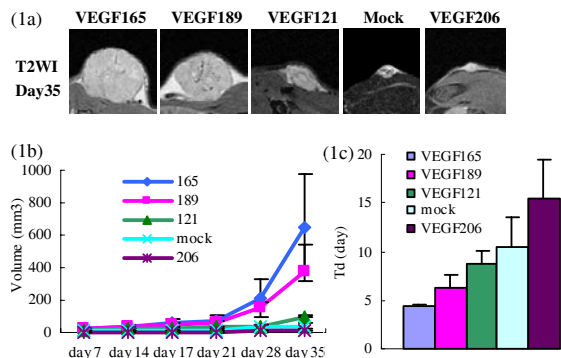 (1a) VEGF165 VEGF189 VEGF121 Mock VEGF206
T2WI
Day35
(1b)
1000
800
600
400
200
0
Volume (mm3)
165
189
121
mock
206
day7 day14 day17 day21 day28 day35
(1c)
20
15
10
5
0
Td (day)
VEGF165
VEGF189
VEGF121
mock
VEGF206